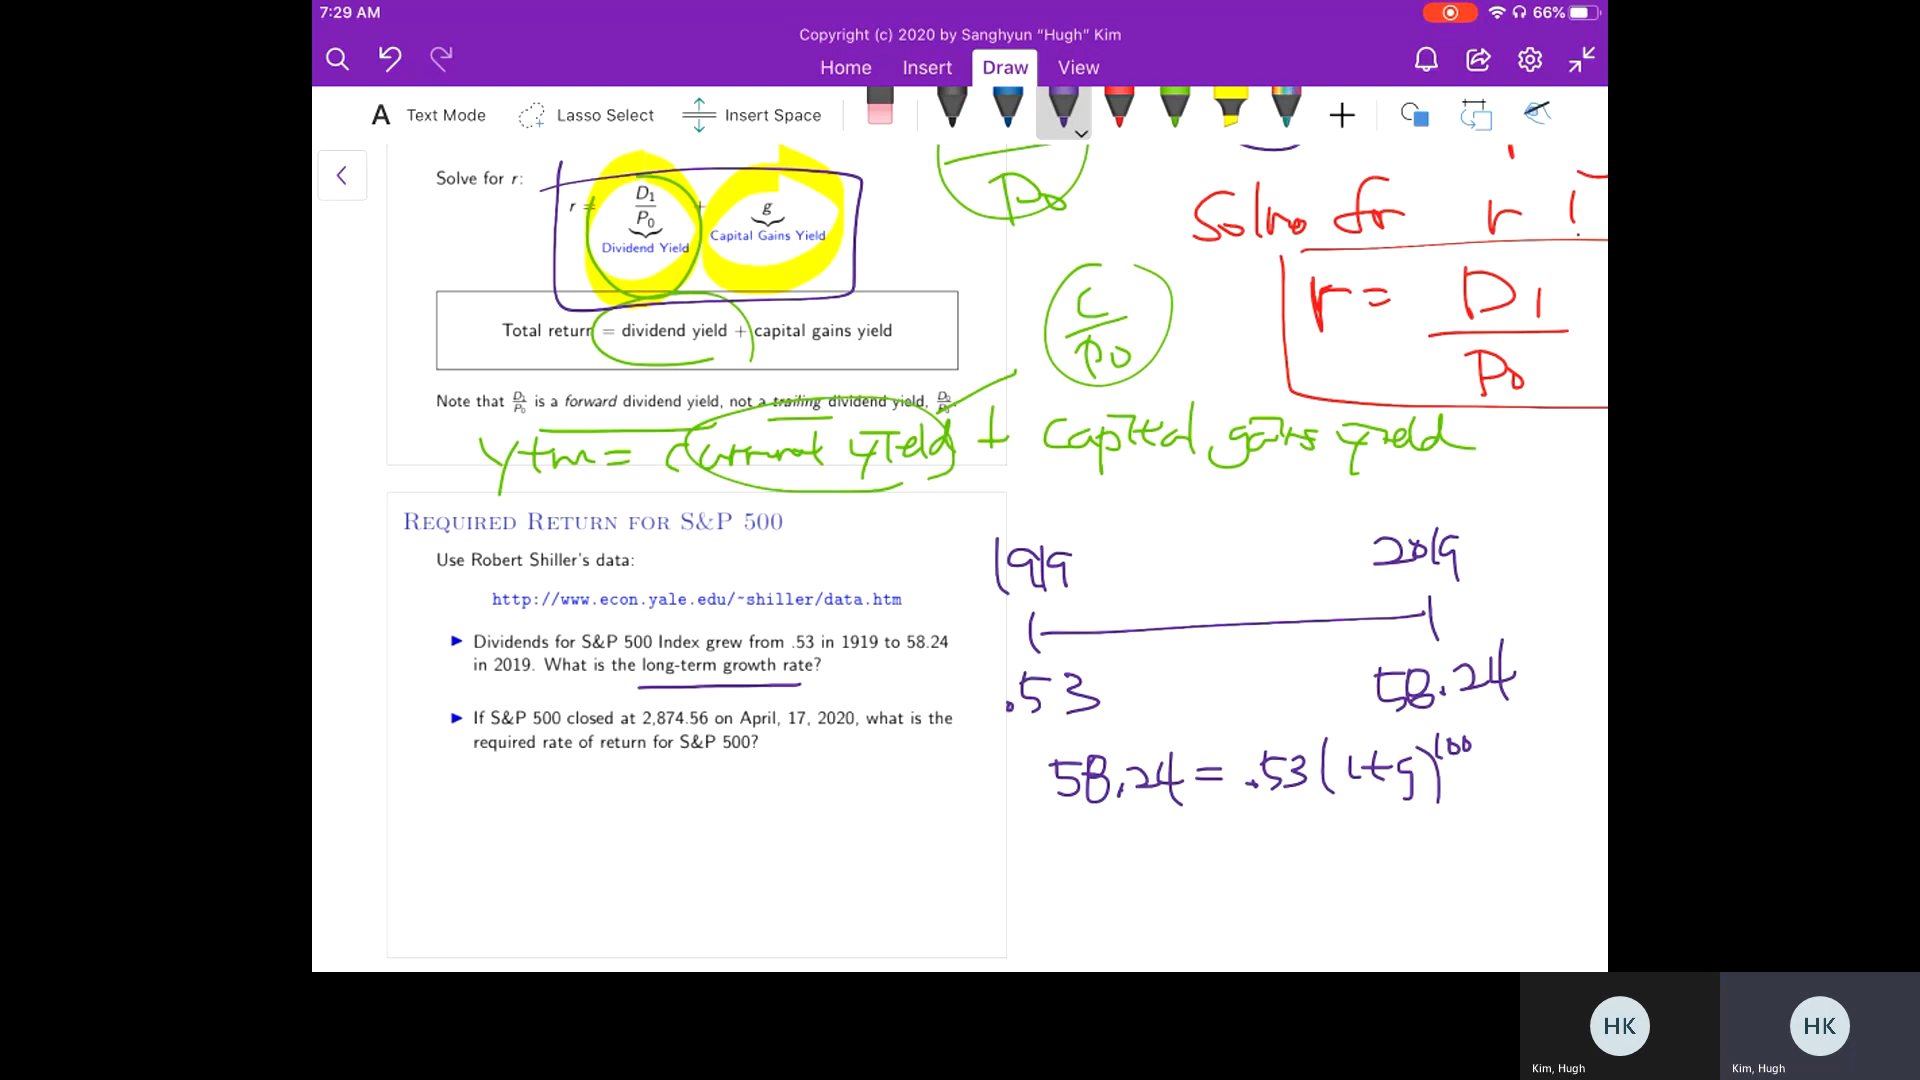 7:29 AM
66%
Copyright (c) 2020 by Sanghyun “Hugh” Kim
Home Insert Draw View
A Text Mode Lasso Select Insert Space
Solve for r:
r = D1/P0 + g
Dividend Yield Capital Gains Yield
P0
Solve for r !
r = D1/P0
C/P0
Total return = dividend yield + capital gains yield
Note that D1/P0 is a forward dividend yield, not a trailing dividend yield, D0/P0.
ytm = current yield + capital gains yield
REQUIRED RETURN FOR S&P 500
Use Robert Shiller's data:
http://www.econ.yale.edu/~shiller/data.htm
▶ Dividends for S&P 500 Index grew from .53 in 1919 to 58.24
in 2019. What is the long-term growth rate?
▶ If S&P 500 closed at 2,874.56 on April, 17, 2020, what is the
required rate of return for S&P 500?
1919 2019
.53 58.24
58.24 = .53(1+g)^100
HK HK
Kim, Hugh Kim, Hugh